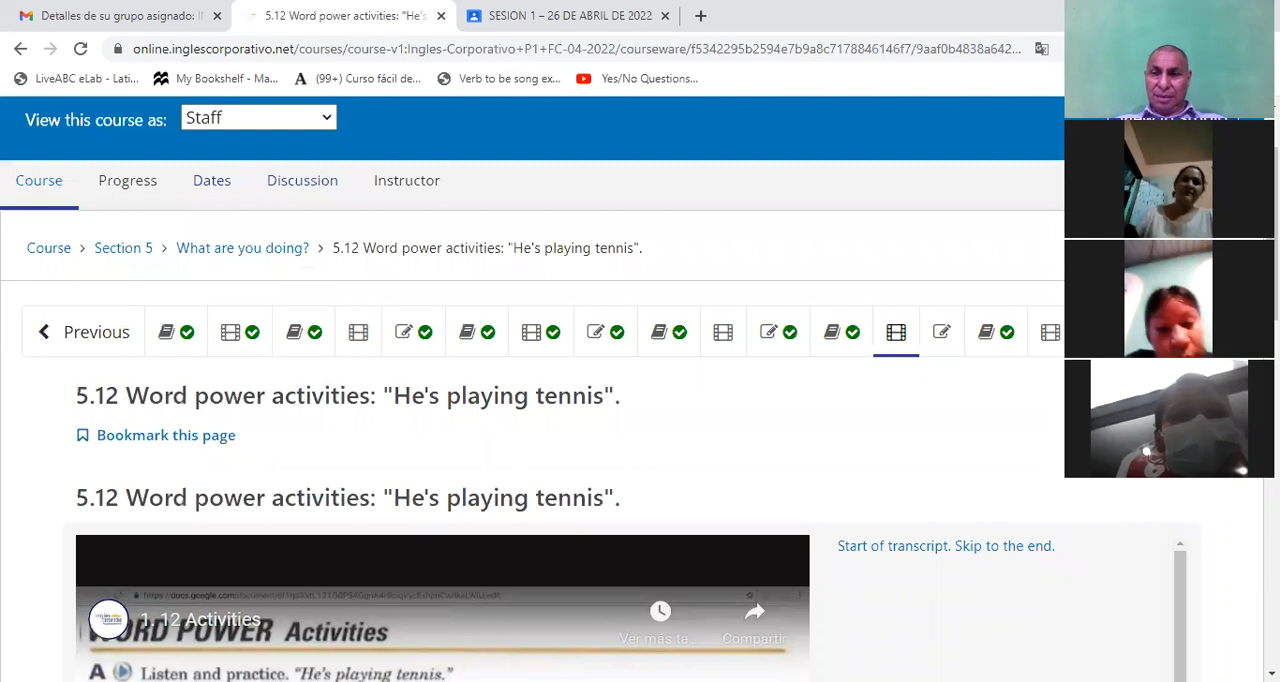 Detalles de su grupo asignado: If
5.12 Word power activities: "He's
SESION 1 – 26 DE ABRIL DE 2022
online.inglescorporativo.net/courses/course-v1:Ingles-Corporativo+P1+FC-04-2022/courseware/f5342295b2594e7b9a8c7178846146f7/9aaf0b4838a642...
LiveABC eLab - Lati...
My Bookshelf - Ma...
(99+) Curso fácil de...
Verb to be song ex...
Yes/No Questions...
View this course as:
Staff
Course
Progress
Dates
Discussion
Instructor
Course > Section 5 > What are you doing? > 5.12 Word power activities: "He's playing tennis".
Previous
5.12 Word power activities: "He's playing tennis".
Bookmark this page
5.12 Word power activities: "He's playing tennis".
Start of transcript. Skip to the end.
1. 12 Activities
Ver más ta...
Compartir
WORD POWER Activities
A Listen and practice. "He's playing tennis."